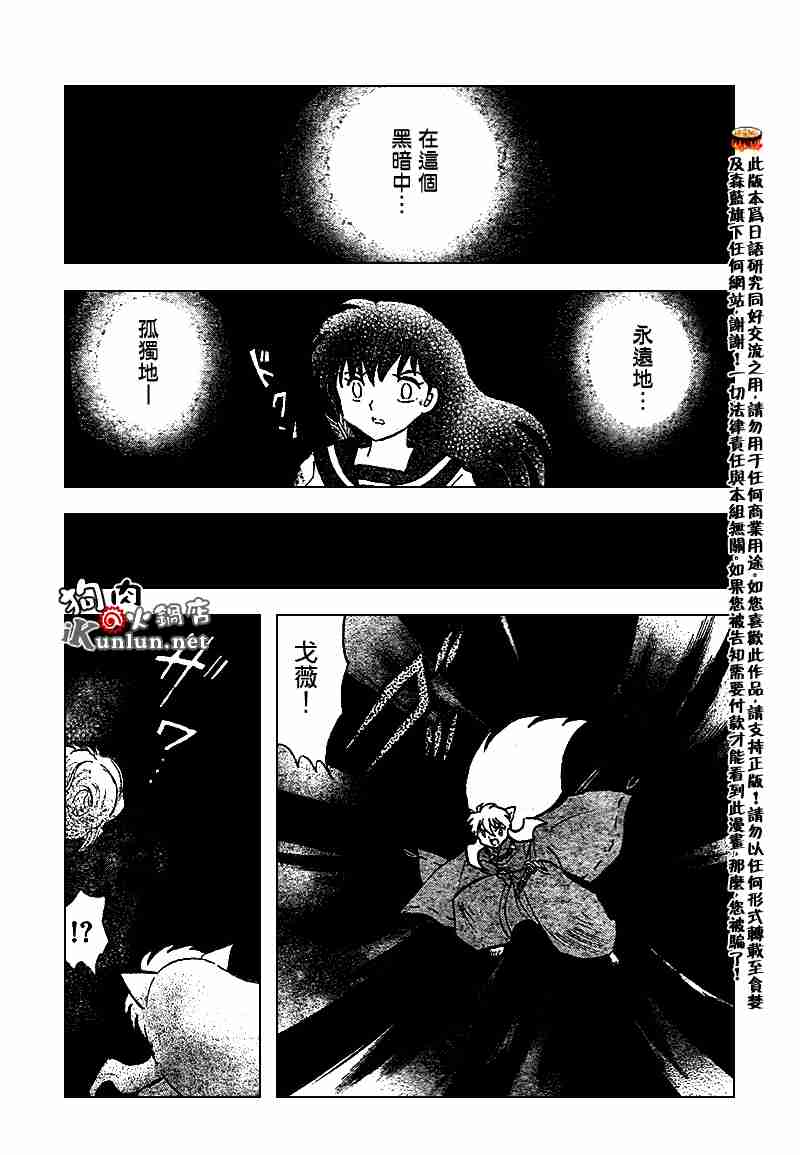 在這個
黑暗中…
永遠地…
ドクン
孤獨地ー
戈薇！
ザワ
!?
狗肉火鍋店
iKunlun.net
此版本爲日語研究同好交流之用，請勿用于任何商業用途。如您喜歡此作品，請支持正版！請勿以任何形式轉載至貪婪
及森藍旗下任何網站，謝謝！一切法律責任與本組無關。如果您被告知需要付款才能看到此漫畫，那麼，您被騙了！